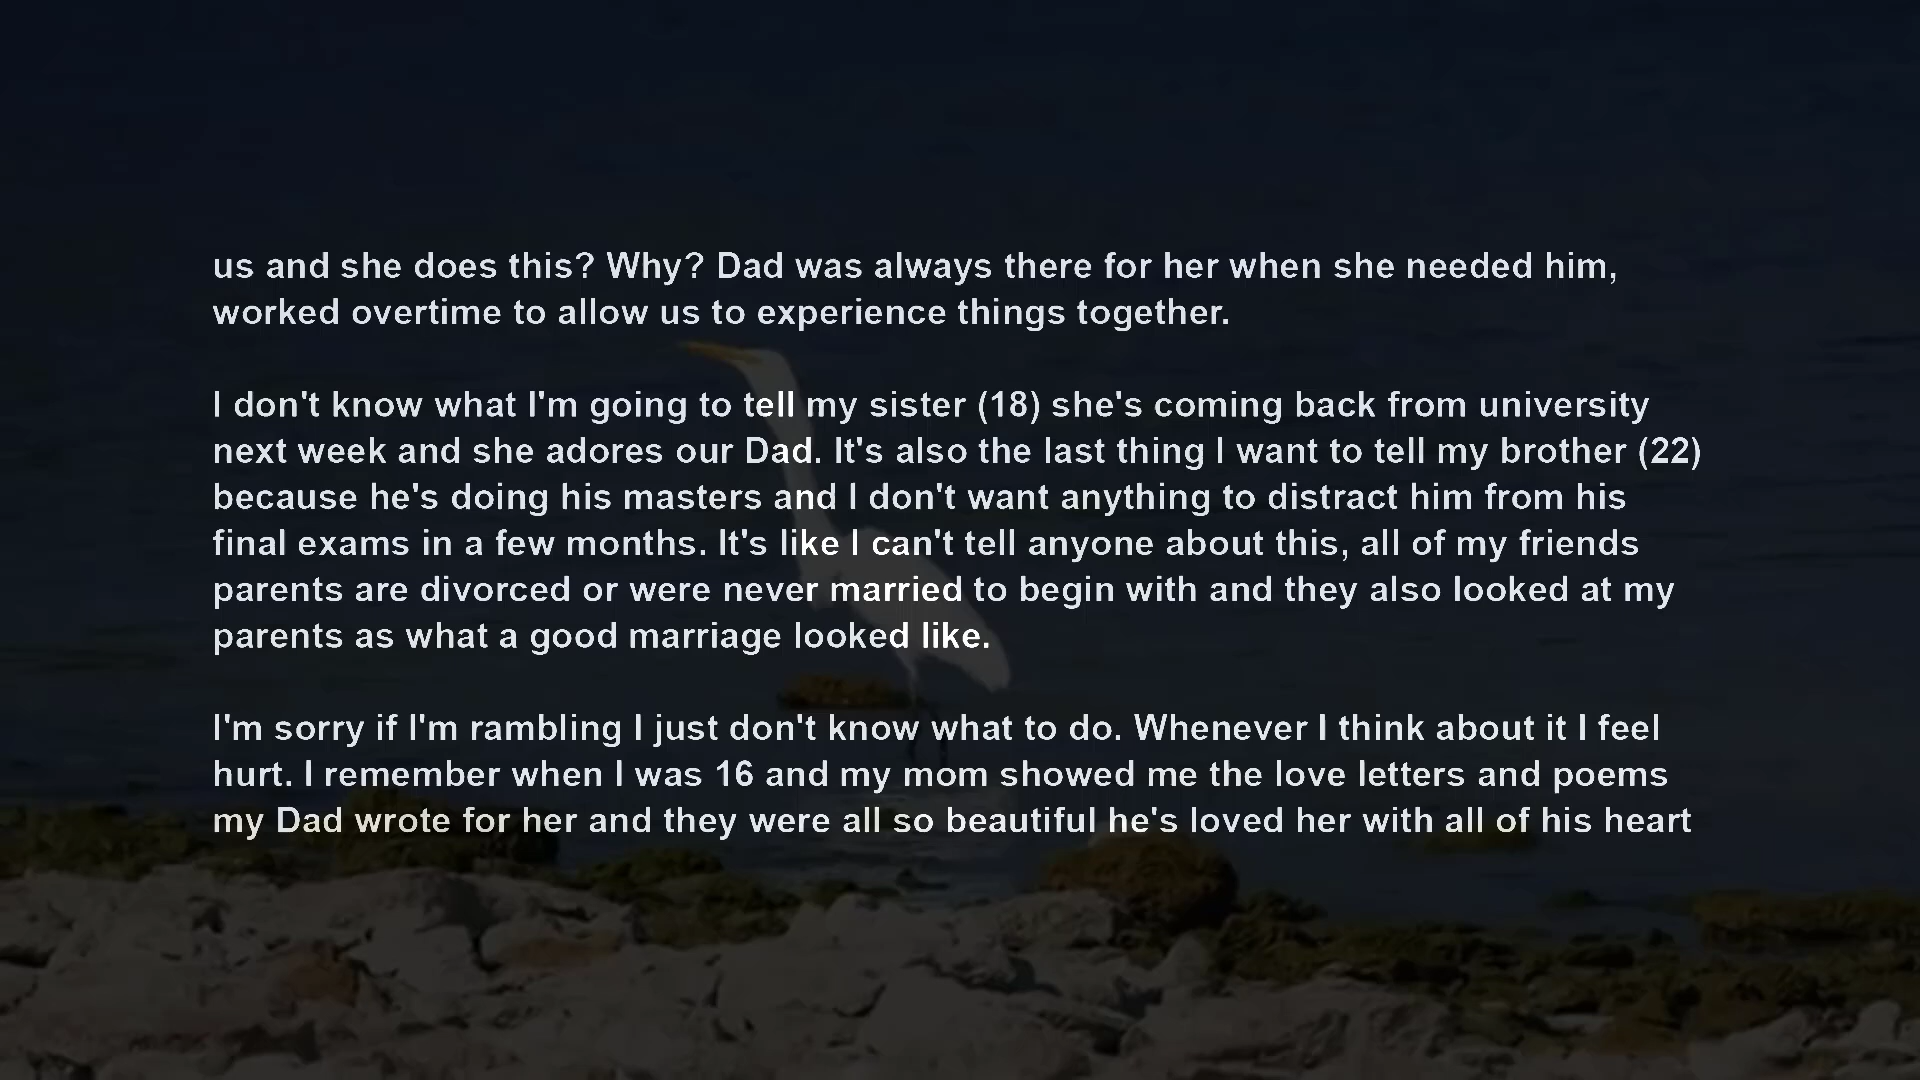 us and she does this? Why? Dad was always there for her when she needed him,
worked overtime to allow us to experience things together.
I don't know what I'm going to tell my sister (18) she's coming back from university
next week and she adores our Dad. It's also the last thing I want to tell my brother (22)
because he's doing his masters and I don't want anything to distract him from his
final exams in a few months. It's like I can't tell anyone about this, all of my friends
parents are divorced or were never married to begin with and they also looked at my
parents as what a good marriage looked like.
I'm sorry if I'm rambling I just don't know what to do. Whenever I think about it I feel
hurt. I remember when I was 16 and my mom showed me the love letters and poems
my Dad wrote for her and they were all so beautiful he's loved her with all of his heart